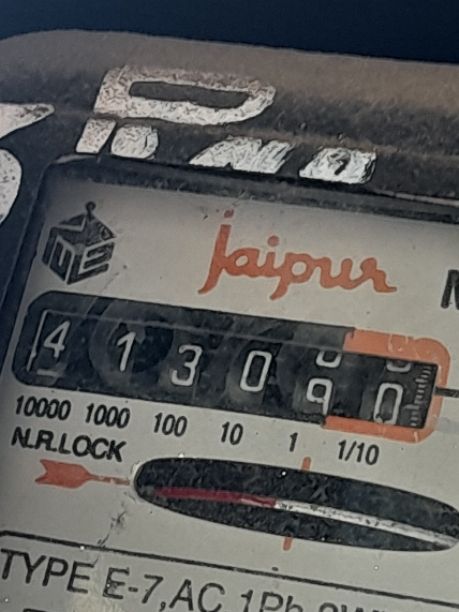 ME
jaipur
4 1 3 0 9 0
10000 1000 100 10 1 1/10
N.R.LOCK
TYPE E-7,AC 1Ph